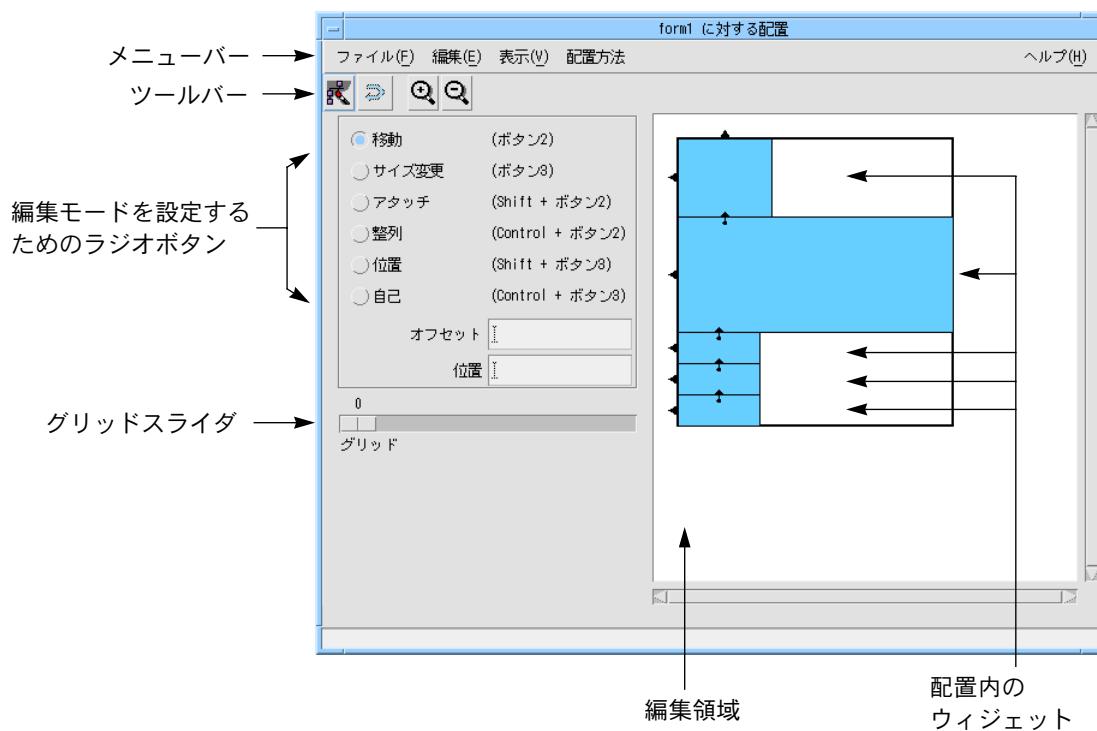 form1 に対する配置
メニューバー
ファイル(F) 編集(E) 表示(V) 配置方法 ヘルプ(H)
ツールバー
移動 (ボタン2)
サイズ変更 (ボタン3)
アタッチ (Shift + ボタン2)
整列 (Control + ボタン2)
位置 (Shift + ボタン3)
自己 (Control + ボタン3)
編集モードを設定する
ためのラジオボタン
オフセット
位置
0
グリッドスライダ
グリッド
編集領域
配置内の
ウィジェット